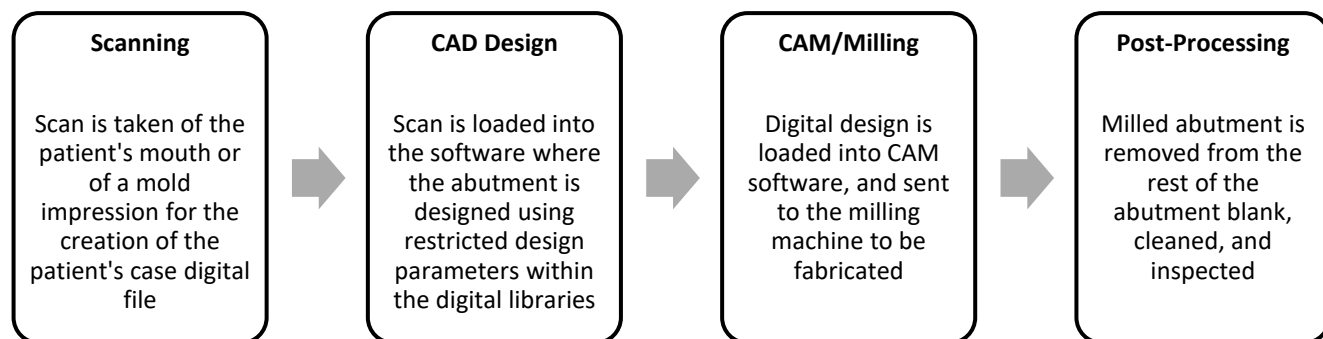 Scanning
Scan is taken of the
patient's mouth or
of a mold
impression for the
creation of the
patient's case digital
file
CAD Design
Scan is loaded into
the software where
the abutment is
designed using
restricted design
parameters within
the digital libraries
CAM/Milling
Digital design is
loaded into CAM
software, and sent
to the milling
machine to be
fabricated
Post-Processing
Milled abutment is
removed from the
rest of the
abutment blank,
cleaned, and
inspected